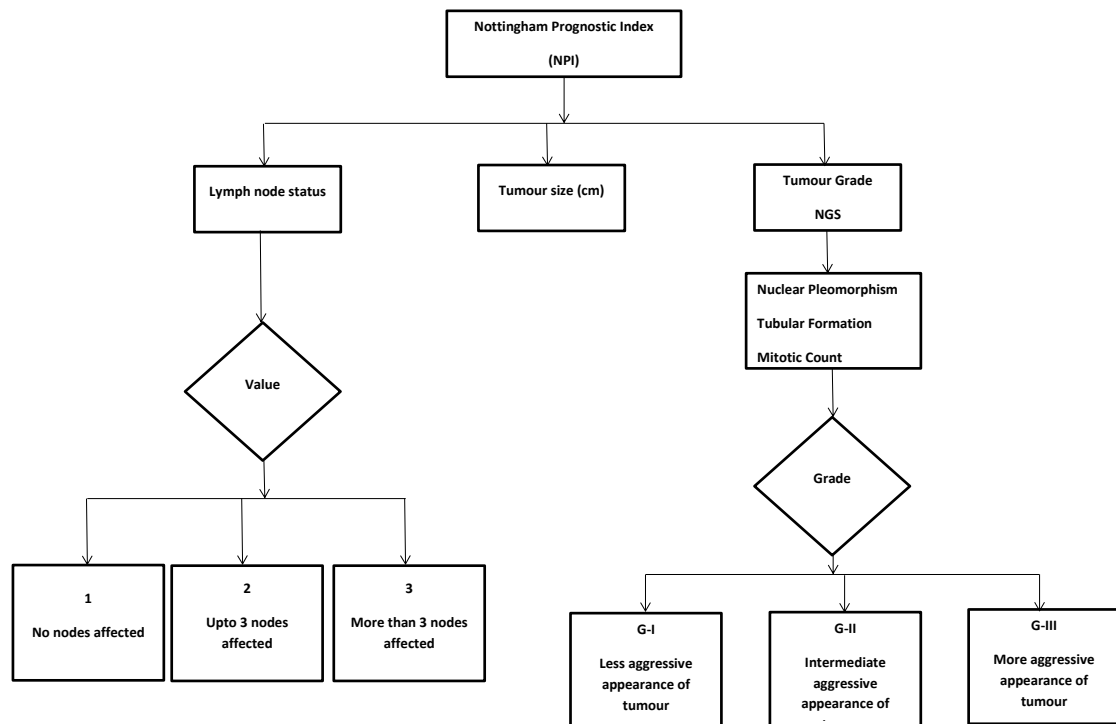 Nottingham Prognostic Index
(NPI)
Lymph node status
Tumour size (cm)
Tumour Grade
NGS
Nuclear Pleomorphism
Tubular Formation
Mitotic Count
Value
Grade
1
No nodes affected
2
Upto 3 nodes
affected
3
More than 3 nodes
affected
G-I
Less aggressive
appearance of
tumour
G-II
Intermediate
aggressive
appearance of
G-III
More aggressive
appearance of
tumour